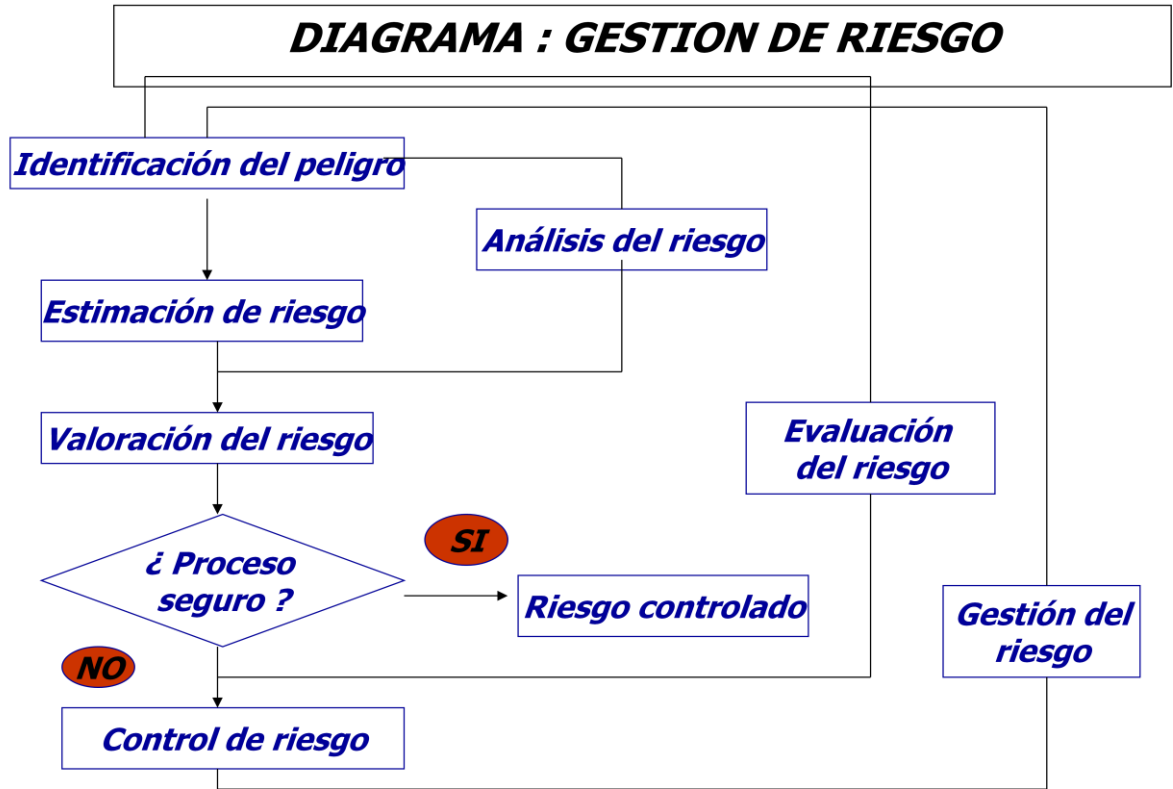 DIAGRAMA : GESTION DE RIESGO
Identificación del peligro
Análisis del riesgo
Estimación de riesgo
Valoración del riesgo
Evaluación
del riesgo
¿ Proceso
seguro ?
SI
Riesgo controlado
Gestión del
riesgo
NO
Control de riesgo